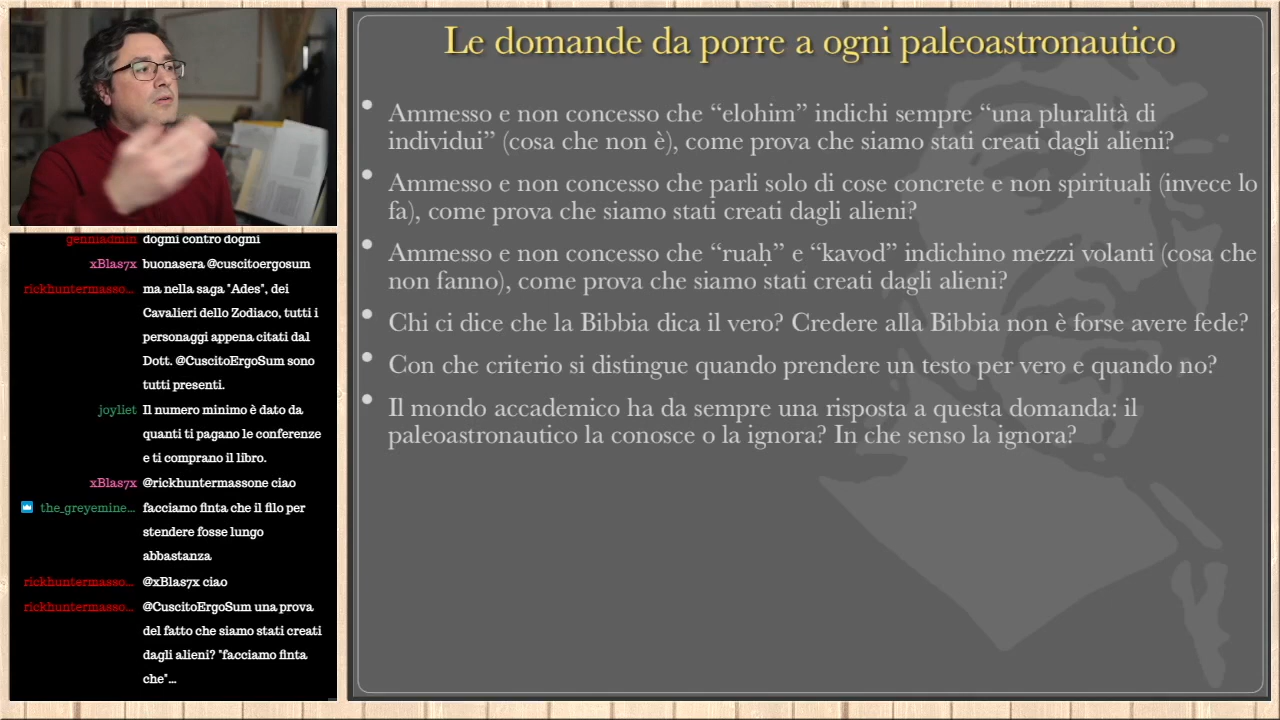 Le domande da porre a ogni paleoastronautico
• Ammesso e non concesso che “elohim” indichi sempre “una pluralità di
individui” (cosa che non è), come prova che siamo stati creati dagli alieni?
• Ammesso e non concesso che parli solo di cose concrete e non spirituali (invece lo
fa), come prova che siamo stati creati dagli alieni?
• Ammesso e non concesso che “ruaḥ” e “kavod” indichino mezzi volanti (cosa che
non fanno), come prova che siamo stati creati dagli alieni?
• Chi ci dice che la Bibbia dica il vero? Credere alla Bibbia non è forse avere fede?
• Con che criterio si distingue quando prendere un testo per vero e quando no?
• Il mondo accademico ha da sempre una risposta a questa domanda: il
paleoastronautico la conosce o la ignora? In che senso la ignora?
genniadmin dogmi contro dogmi
xBlas7x buonasera @cuscitoergosum
rickhuntermasso... ma nella saga "Ades", dei
Cavalieri dello Zodiaco, tutti i
personaggi appena citati dal
Dott. @CuscitoErgoSum sono
tutti presenti.
joyliet Il numero minimo è dato da
quanti ti pagano le conferenze
e ti comprano il libro.
xBlas7x @rickhuntermassone ciao
the_greyemine... facciamo finta che il filo per
stendere fosse lungo
abbastanza
rickhuntermasso... @xBlas7x ciao
rickhuntermasso... @CuscitoErgoSum una prova
del fatto che siamo stati creati
dagli alieni? "facciamo finta
che"...